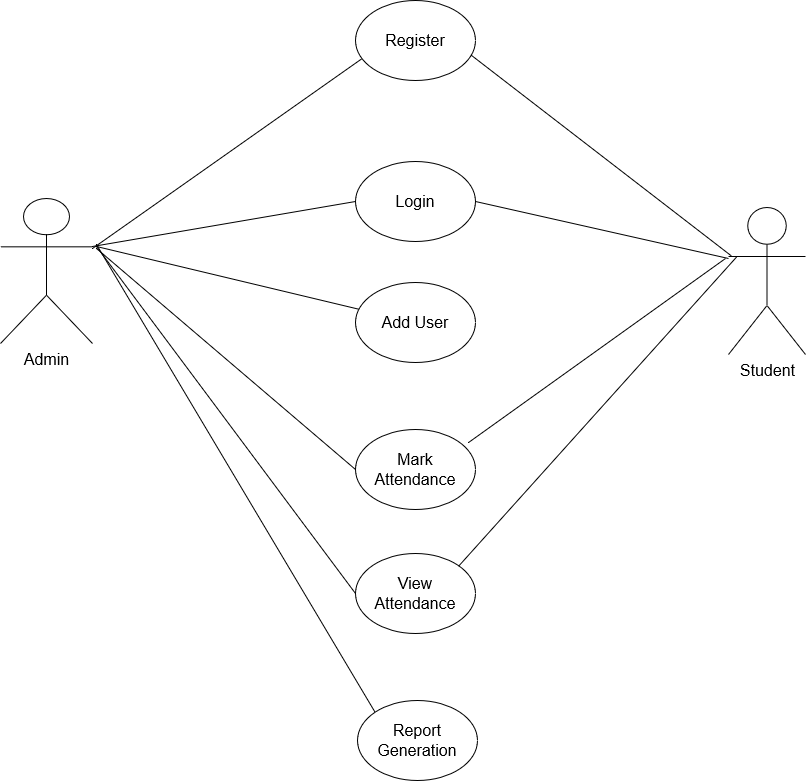 Register
Login
Admin
Add User
Student
Mark
Attendance
View
Attendance
Report
Generation